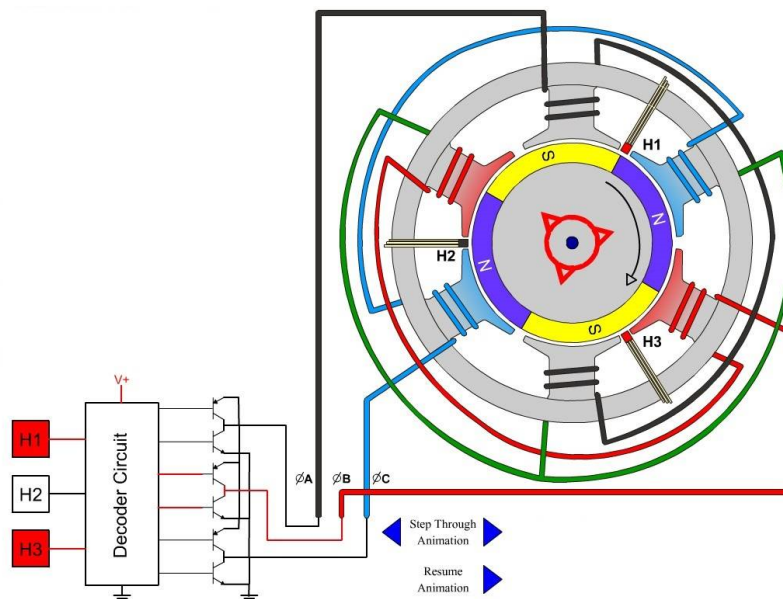 S
H1
N
H2
N
H3
S
V+
H1
H2
H3
Decoder Circuit
ØA
ØB
ØC
Step Through
Animation
Resume
Animation